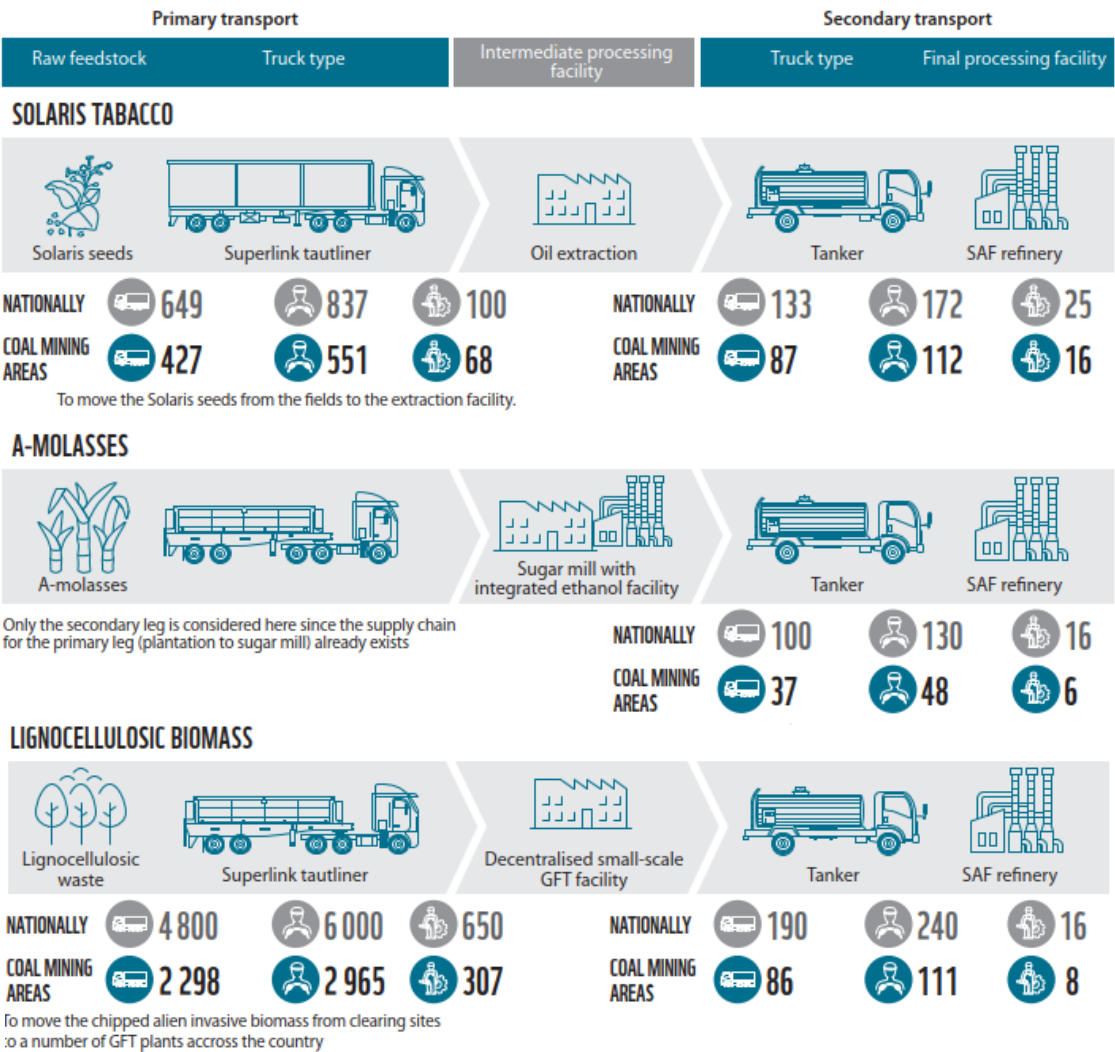 Primary transport
Secondary transport
Raw feedstock
Truck type
Intermediate processing
facility
Truck type
Final processing facility
SOLARIS TABACCO
Solaris seeds
Superlink tautliner
Oil extraction
Tanker
SAF refinery
NATIONALLY 649 837 100
NATIONALLY 133 172 25
COAL MINING
AREAS 427 551 68
COAL MINING
AREAS 87 112 16
To move the Solaris seeds from the fields to the extraction facility.
A-MOLASSES
A-molasses
Sugar mill with
integrated ethanol facility
Tanker
SAF refinery
Only the secondary leg is considered here since the supply chain
for the primary leg (plantation to sugar mill) already exists
NATIONALLY 100 130 16
COAL MINING
AREAS 37 48 6
LIGNOCELLULOSIC BIOMASS
Lignocellulosic
waste
Superlink tautliner
Decentralised small-scale
GFT facility
Tanker
SAF refinery
NATIONALLY 4 800 6 000 650
NATIONALLY 190 240 16
COAL MINING
AREAS 2 298 2 965 307
COAL MINING
AREAS 86 111 8
To move the chipped alien invasive biomass from clearing sites
to a number of GFT plants accross the country